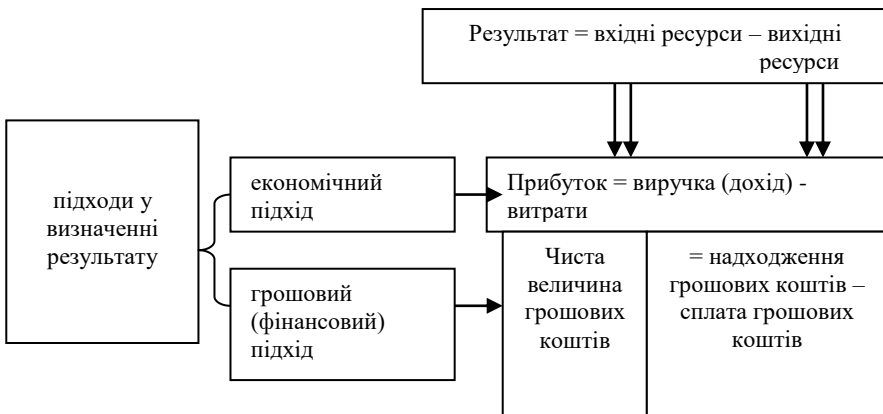 Результат = вхідні ресурси – вихідні
ресурси
підходи у
визначенні
результату
економічний
підхід
Прибуток = виручка (дохід) -
витрати
грошовий
(фінансовий)
підхід
Чиста
величина
грошових
коштів
= надходження
грошових коштів –
сплата грошових
коштів